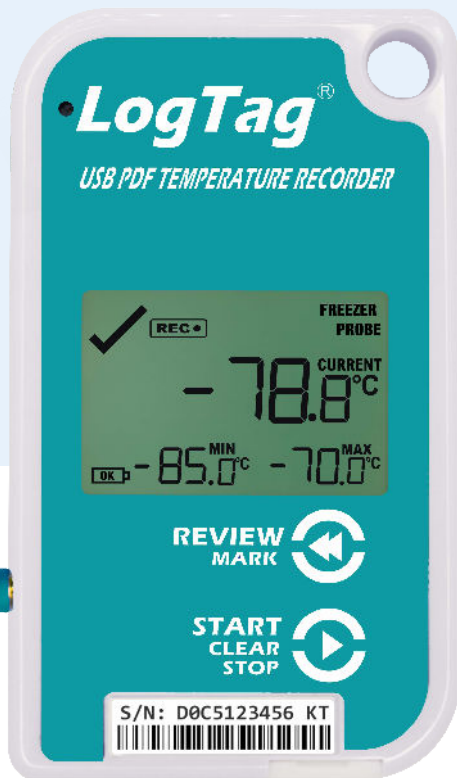 LogTag®
USB PDF TEMPERATURE RECORDER
REC
FREEZER
PROBE
CURRENT
-78.8°C
OK
MIN
-85.0°C
MAX
-70.0°C
REVIEW
MARK
START
CLEAR
STOP
S/N: D0C5123456 KT